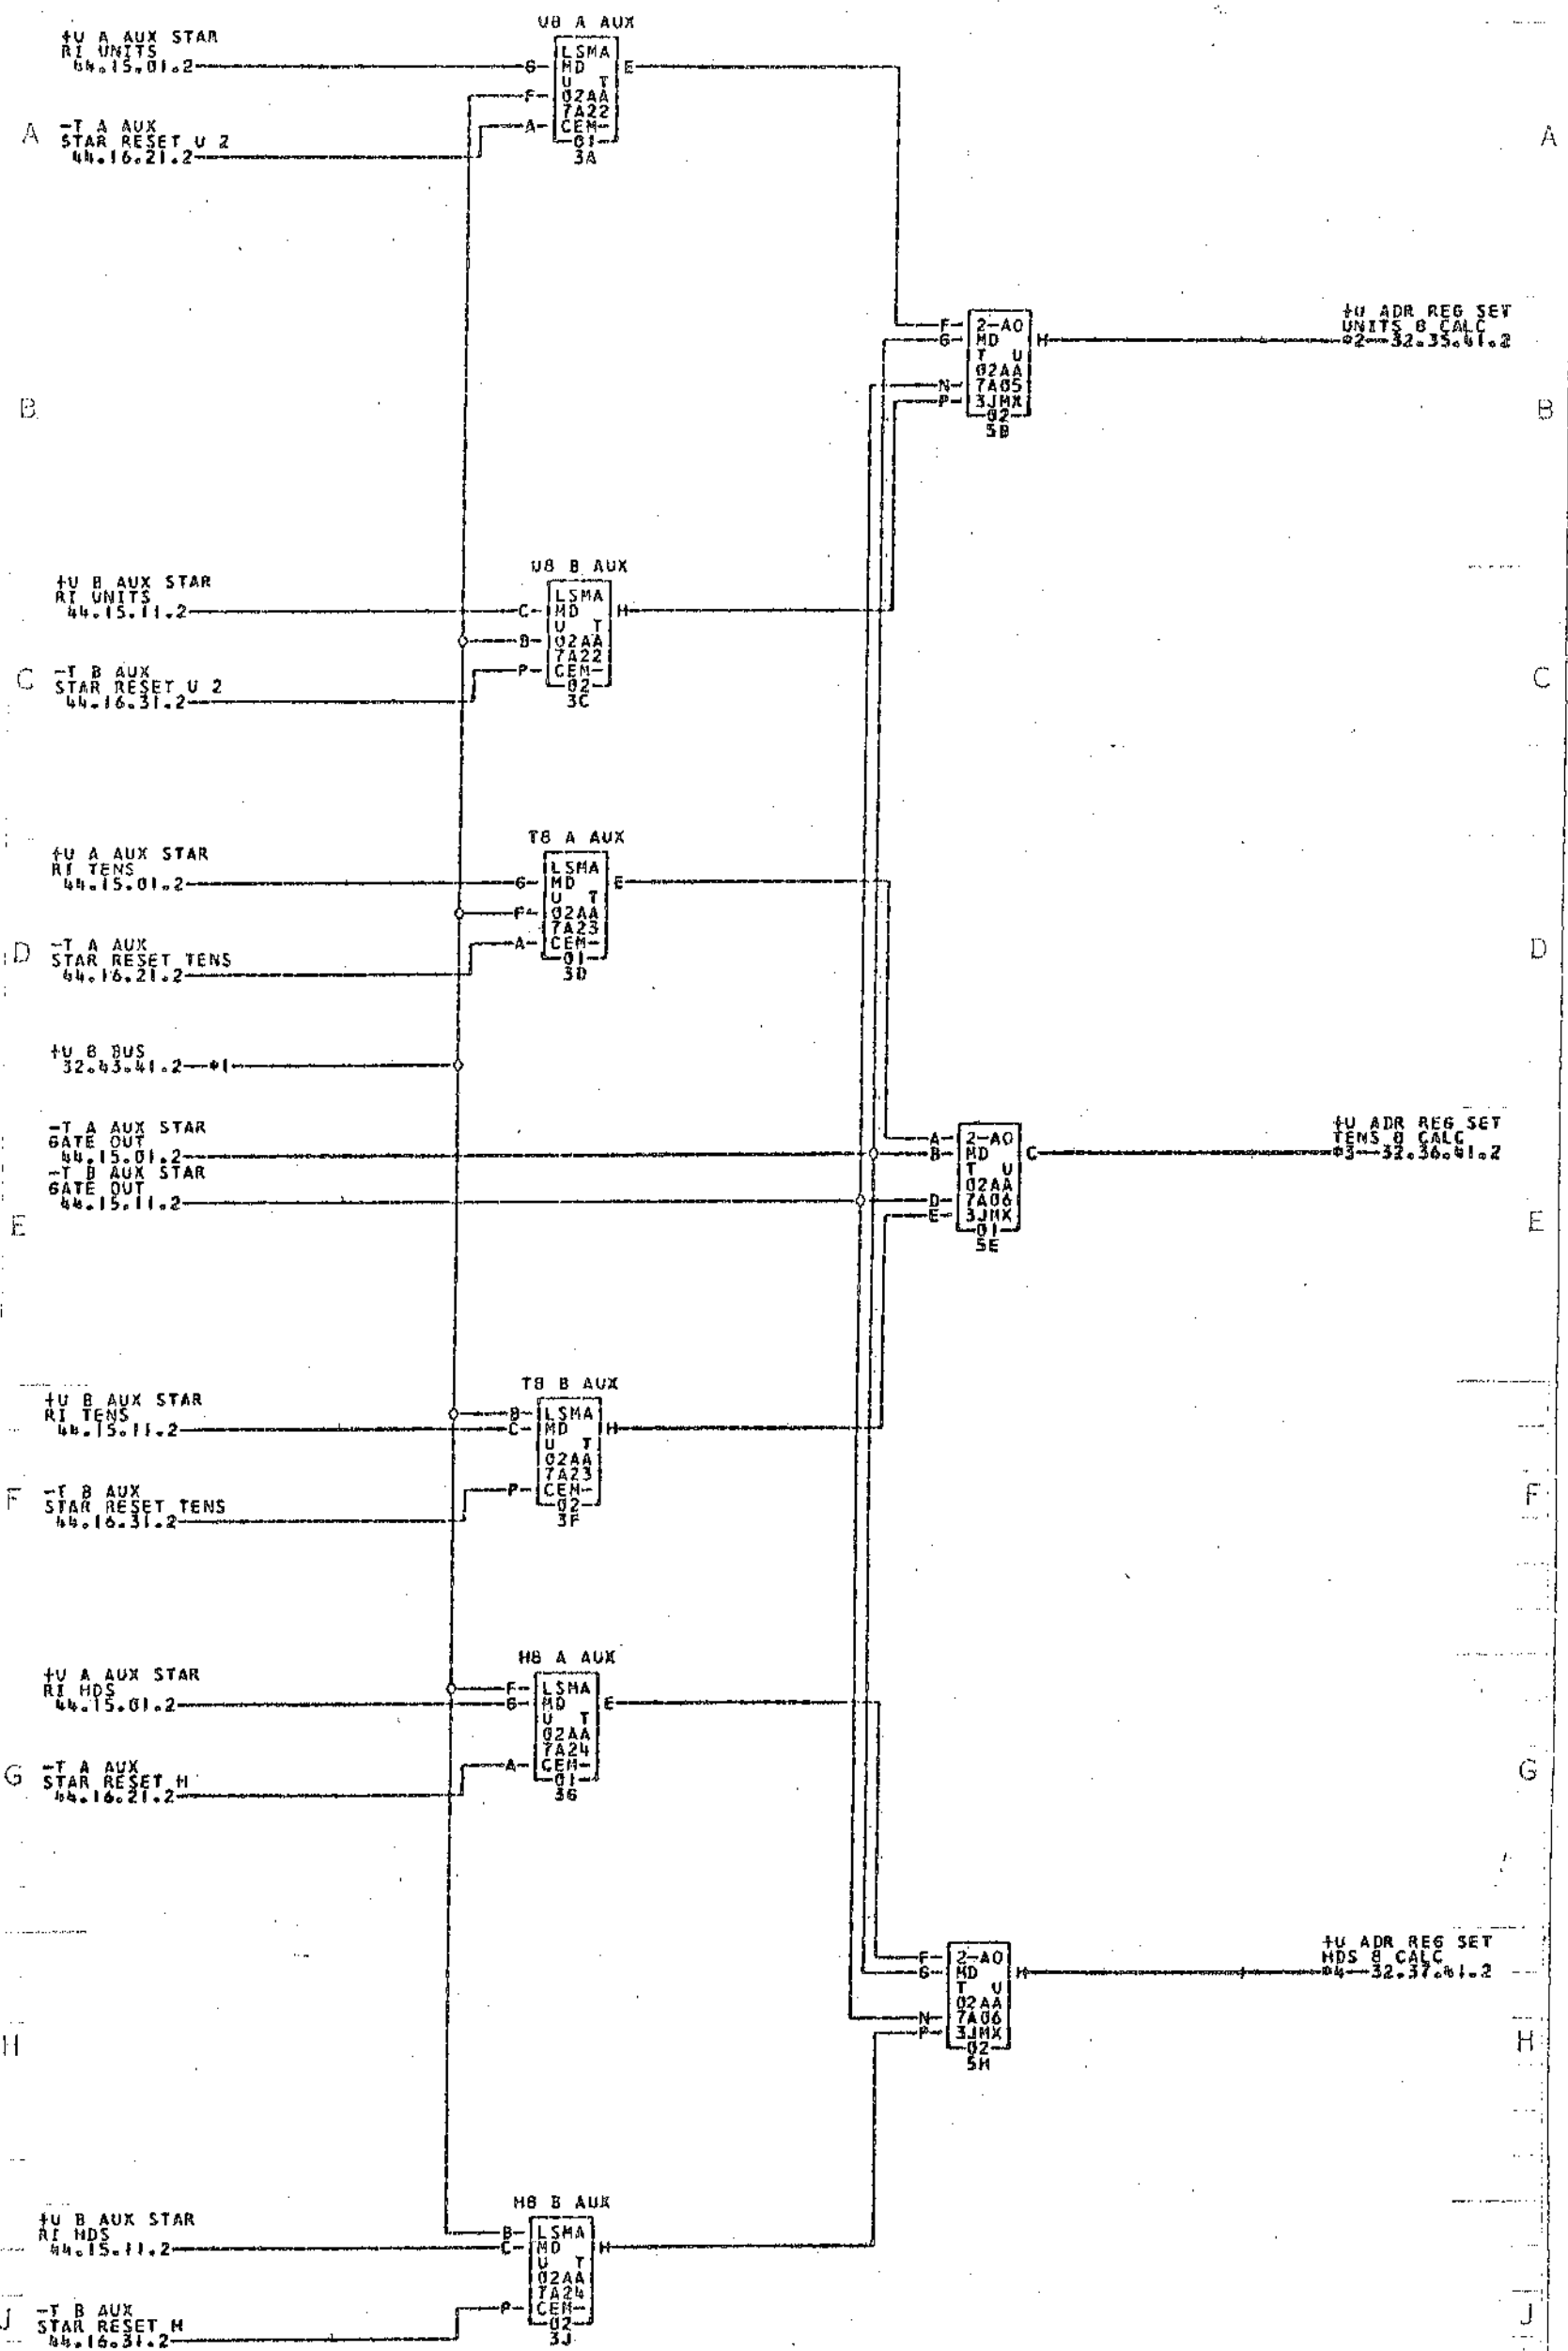 U8 A AUX
+U A AUX STAR
RI UNITS
44.15.01.2
G
LSMA
MD
E
U T
F
02AA
7A22
A
CEM-
01
3A
A
-T A AUX
STAR RESET U 2
44.16.21.2
A
+U ADR REG SET
UNITS 8 CALC
*2 32.35.41.2
F
2-AO
G
MD
H
T U
02AA
N
7A05
P
3JMX
02
5B
B
B
U8 B AUX
+U B AUX STAR
RI UNITS
44.15.11.2
LSMA
C
MD
H
U T
B
02AA
7A22
P
CEM-
02
3C
C
-T B AUX
STAR RESET U 2
44.16.31.2
C
T8 A AUX
+U A AUX STAR
RI TENS
44.15.01.2
LSMA
G
MD
E
U T
F
02AA
7A23
A
CEM-
01
3D
D
-T A AUX
STAR RESET TENS
44.16.21.2
D
+U 8 BUS
32.43.41.2 *1
-T A AUX STAR
GATE OUT
44.15.01.2
-T B AUX STAR
GATE OUT
44.15.11.2
+U ADR REG SET
TENS 8 CALC
*3 32.36.41.2
A
2-AO
B
MD
C
T U
02AA
D
7A06
E
3JMX
01
5E
E
E
T8 B AUX
+U B AUX STAR
RI TENS
44.15.11.2
B
LSMA
C
MD
H
U T
02AA
7A23
P
CEM-
02
3F
F
-T B AUX
STAR RESET TENS
44.16.31.2
F
H8 A AUX
+U A AUX STAR
RI HDS
44.15.01.2
F
LSMA
G
MD
E
U T
02AA
7A24
A
CEM-
01
3G
G
-T A AUX
STAR RESET H
44.16.21.2
G
+U ADR REG SET
HDS 8 CALC
*4 32.37.41.2
F
2-AO
G
MD
H
T U
02AA
N
7A06
P
3JMX
02
5H
H
H
H8 B AUX
+U B AUX STAR
RI HDS
44.15.11.2
B
LSMA
C
MD
H
U T
02AA
7A24
P
CEM-
02
3J
J
-T B AUX
STAR RESET H
44.16.31.2
J